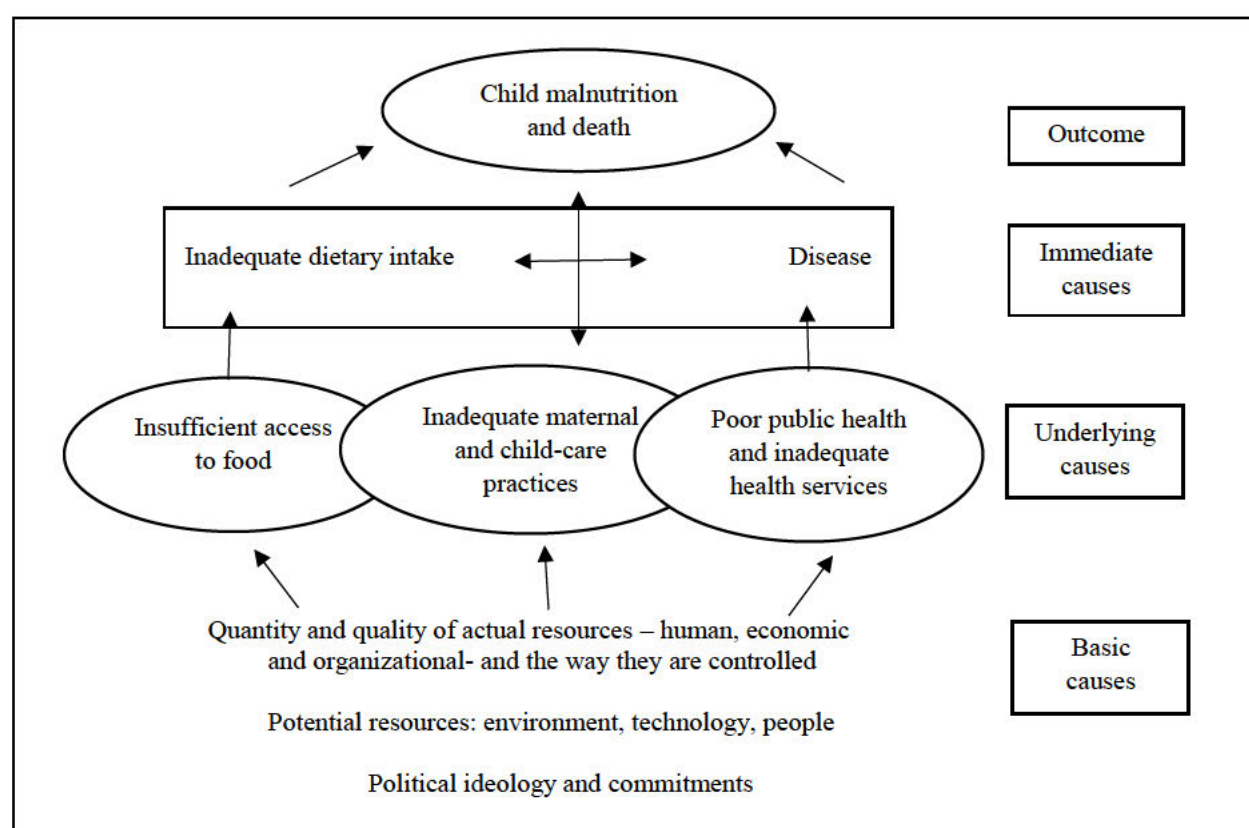 Child malnutrition
and death
Outcome
Inadequate dietary intake
Disease
Immediate
causes
Insufficient access
to food
Inadequate maternal
and child-care
practices
Poor public health
and inadequate
health services
Underlying
causes
Quantity and quality of actual resources – human, economic
and organizational- and the way they are controlled
Potential resources: environment, technology, people
Political ideology and commitments
Basic
causes